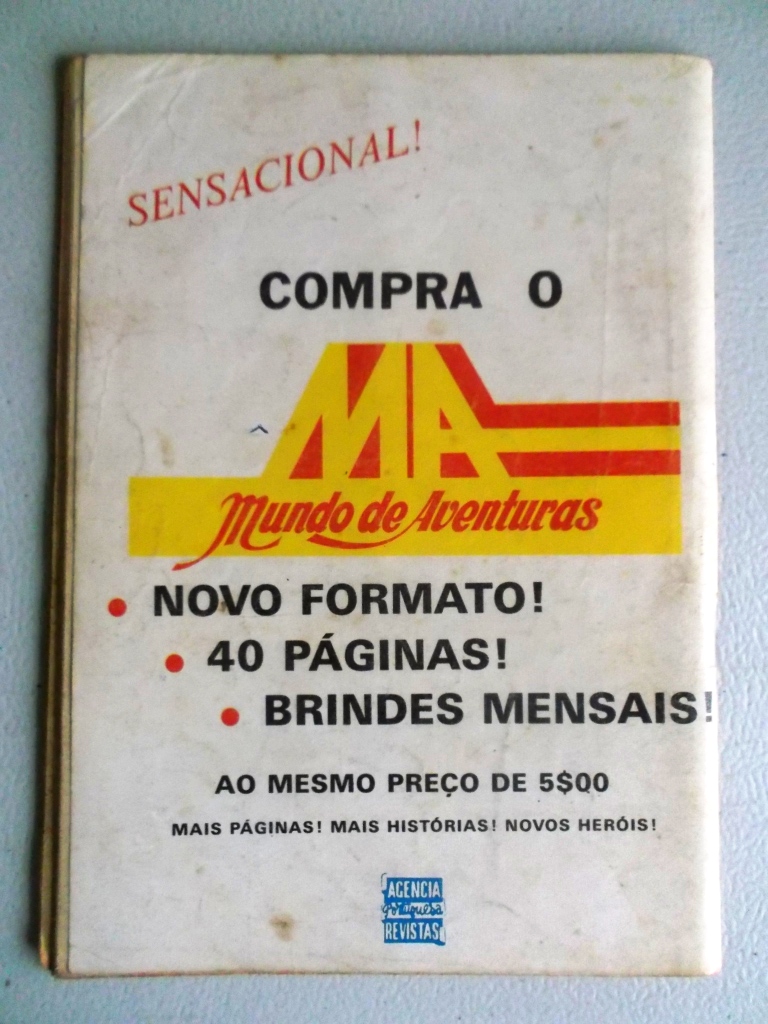 SENSACIONAL!
COMPRA O
MA
Mundo de Aventuras
• NOVO FORMATO!
• 40 PÁGINAS!
• BRINDES MENSAIS!
AO MESMO PREÇO DE 5$00
MAIS PÁGINAS! MAIS HISTÓRIAS! NOVOS HERÓIS!
AGENCIA
portuguesa
REVISTAS